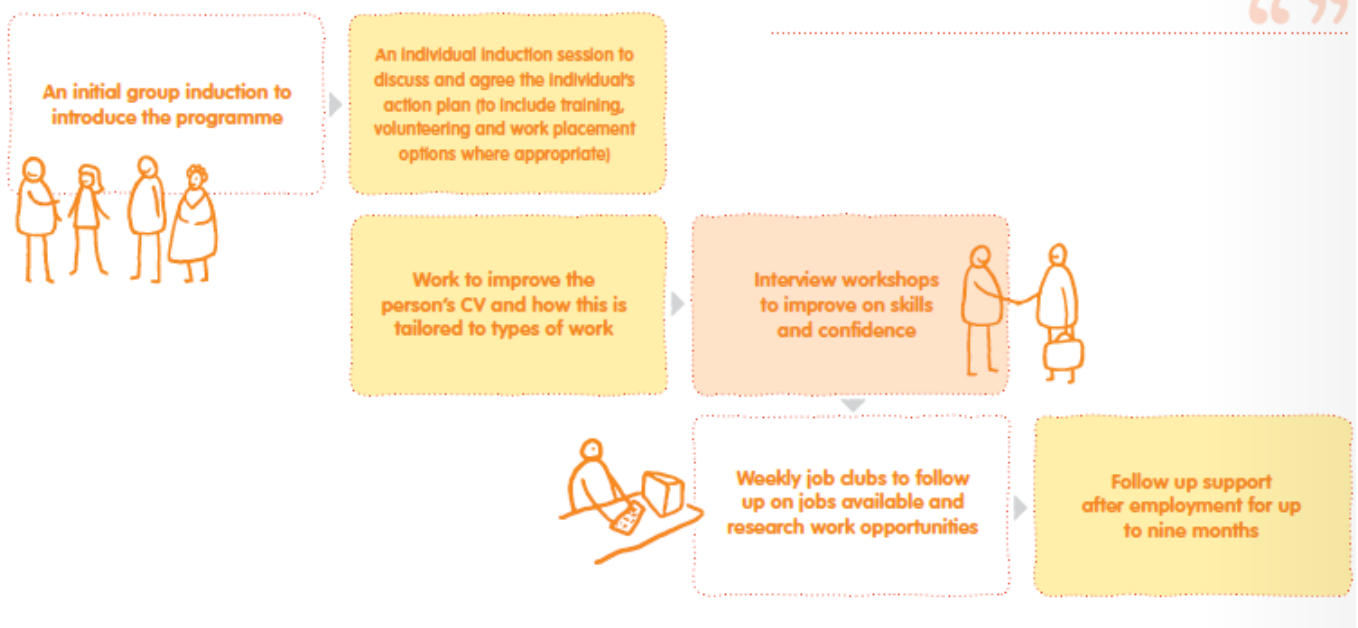 An initial group induction to
introduce the programme
An individual induction session to
discuss and agree the individual's
action plan (to include training,
volunteering and work placement
options where appropriate)
Work to improve the
person's CV and how this is
tailored to types of work
Interview workshops
to improve on skills
and confidence
Weekly job clubs to follow
up on jobs available and
research work opportunities
Follow up support
after employment for up
to nine months